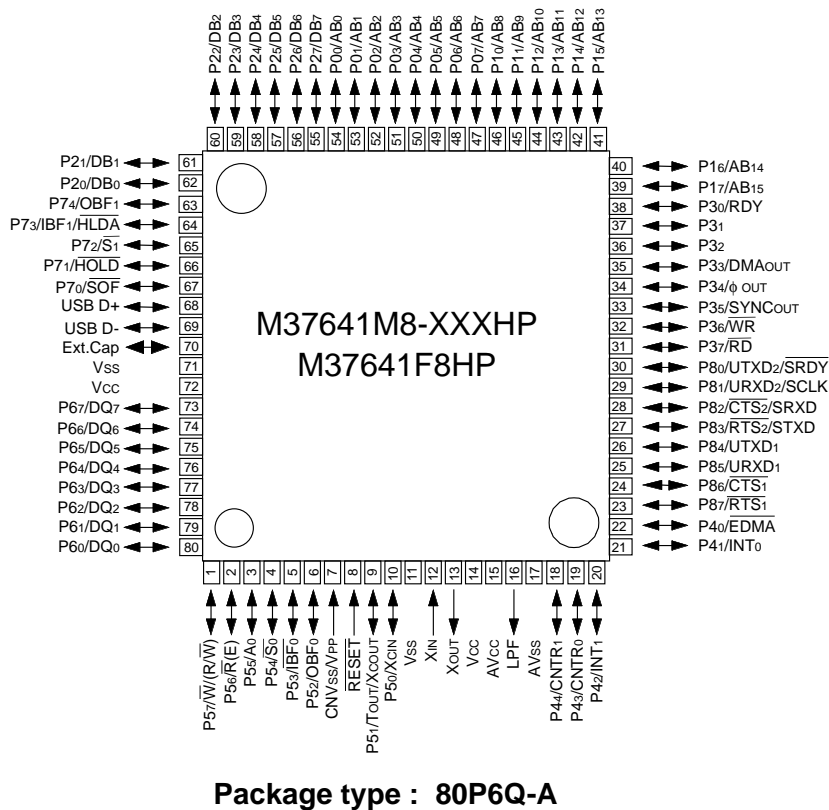 P22/DB2
P23/DB3
P24/DB4
P25/DB5
P26/DB6
P27/DB7
P00/AB0
P01/AB1
P02/AB2
P03/AB3
P04/AB4
P05/AB5
P06/AB6
P07/AB7
P10/AB8
P11/AB9
P12/AB10
P13/AB11
P14/AB12
P15/AB13
60 59 58 57 56 55 54 53 52 51 50 49 48 47 46 45 44 43 42 41
P21/DB1 61
P20/DB0 62
P74/OBF1 63
P73/IBF1/HLDA 64
P72/S1 65
P71/HOLD 66
P70/SOF 67
USB D+ 68
USB D- 69
Ext.Cap 70
Vss 71
Vcc 72
P67/DQ7 73
P66/DQ6 74
P65/DQ5 75
P64/DQ4 76
P63/DQ3 77
P62/DQ2 78
P61/DQ1 79
P60/DQ0 80
M37641M8-XXXHP
M37641F8HP
40 P16/AB14
39 P17/AB15
38 P30/RDY
37 P31
36 P32
35 P33/DMAOUT
34 P34/ϕ OUT
33 P35/SYNCOUT
32 P36/WR
31 P37/RD
30 P80/UTXD2/SRDY
29 P81/URXD2/SCLK
28 P82/CTS2/SRXD
27 P83/RTS2/STXD
26 P84/UTXD1
25 P85/URXD1
24 P86/CTS1
23 P87/RTS1
22 P40/EDMA
21 P41/INT0
1 2 3 4 5 6 7 8 9 10 11 12 13 14 15 16 17 18 19 20
P57/W/(R/W)
P56/R(E)
P55/A0
P54/S0
P53/IBF0
P52/OBF0
CNVss/VPP
RESET
P51/TOUT/XCOUT
P50/XCIN
Vss
XIN
XOUT
Vcc
AVcc
LPF
AVss
P44/CNTR1
P43/CNTR0
P42/INT1
Package type : 80P6Q-A